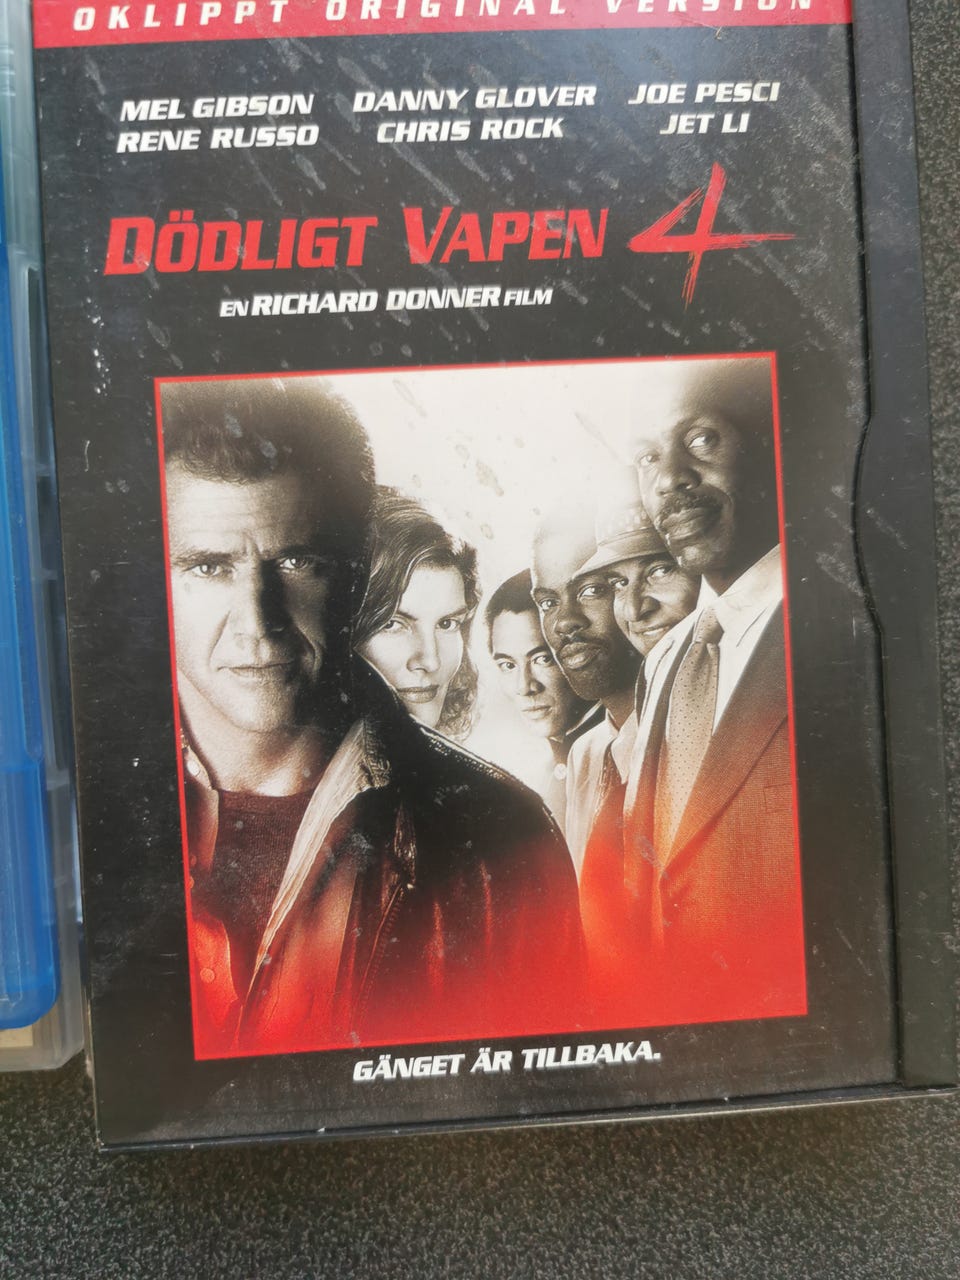 OKLIPPT ORIGINAL VERSION
MEL GIBSON DANNY GLOVER JOE PESCI
RENE RUSSO CHRIS ROCK JET LI
DÖDLIGT VAPEN 4
EN RICHARD DONNER FILM
GÄNGET ÄR TILLBAKA.